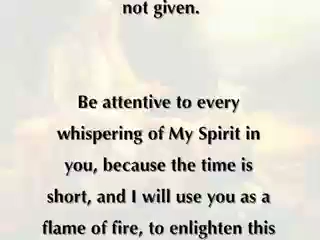 not given.
Be attentive to every
whispering of My Spirit in
you, because the time is
short, and I will use you as a
flame of fire, to enlighten this